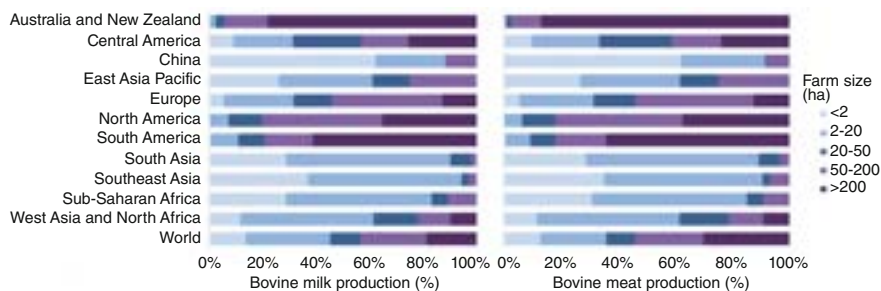 Australia and New Zealand
Central America
China
East Asia Pacific
Europe
North America
South America
South Asia
Southeast Asia
Sub-Saharan Africa
West Asia and North Africa
World
0% 20% 40% 60% 80% 100%
Bovine milk production (%)
0% 20% 40% 60% 80% 100%
Bovine meat production (%)
Farm size
(ha)
<2
2-20
20-50
50-200
>200